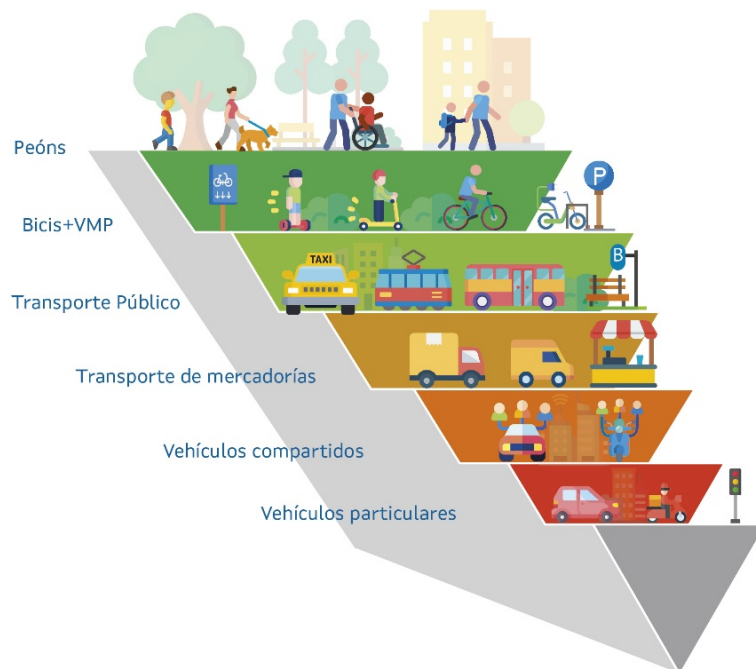 Peóns
P
Bicis+VMP
TAXI
B
Transporte Público
Transporte de mercadorías
Vehículos compartidos
Vehículos particulares